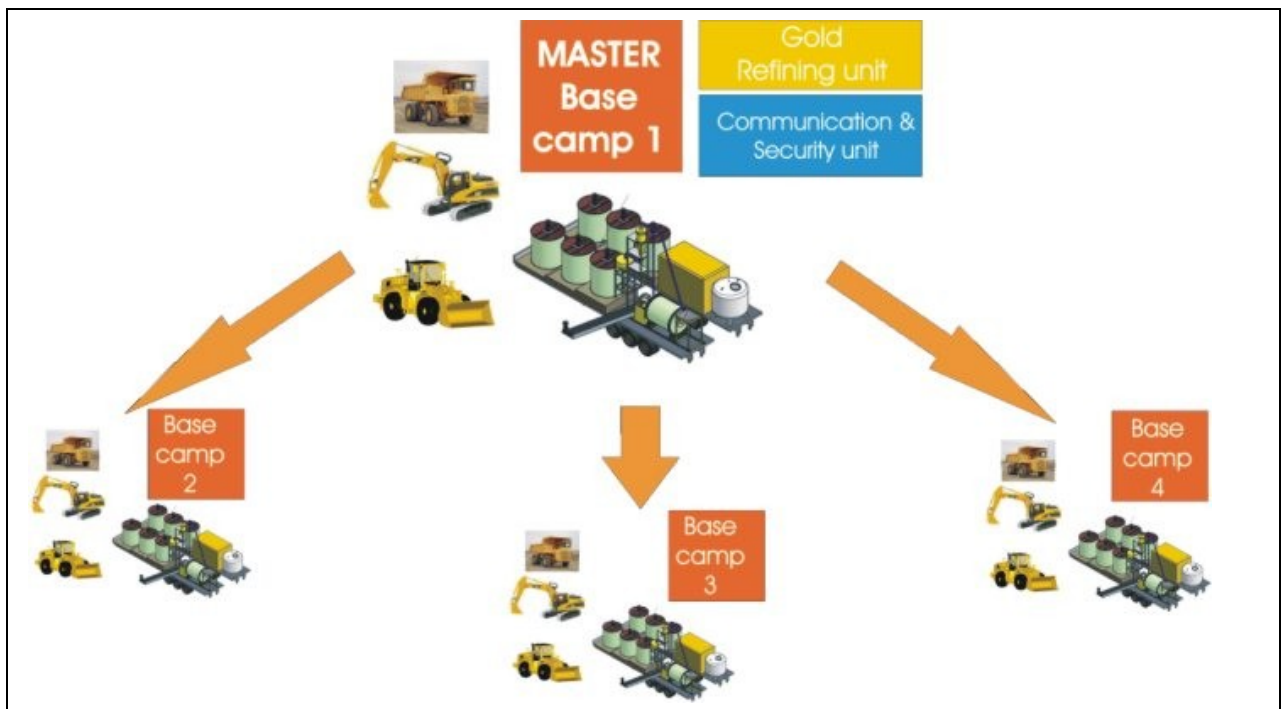 MASTER
Base
camp 1
Gold
Refining unit
Communication &
Security unit
Base
camp
2
Base
camp
3
Base
camp
4